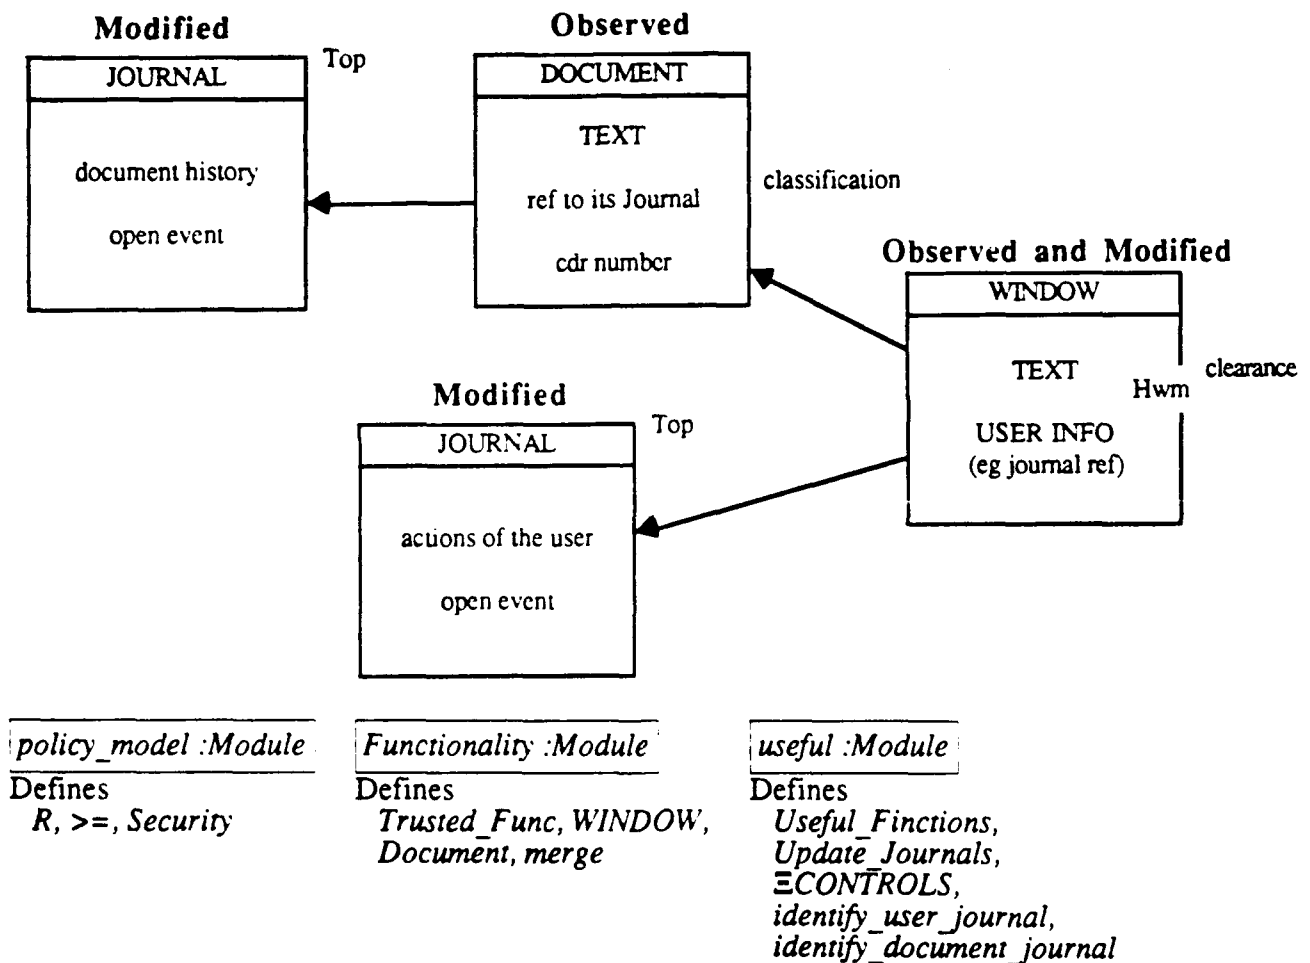 Modified
Top
JOURNAL
document history
open event
Observed
DOCUMENT
TEXT
ref to its Journal
cdr number
classification
Observed and Modified
WINDOW
TEXT
Hwm
clearance
USER INFO
(eg journal ref)
Modified
Top
JOURNAL
actions of the user
open event
policy_model :Module
Defines
R, >=, Security
Functionality :Module
Defines
Trusted_Func, WINDOW,
Document, merge
useful :Module
Defines
Useful_Finctions,
Update_Journals,
ΞCONTROLS,
identify_user_journal,
identify_document_journal